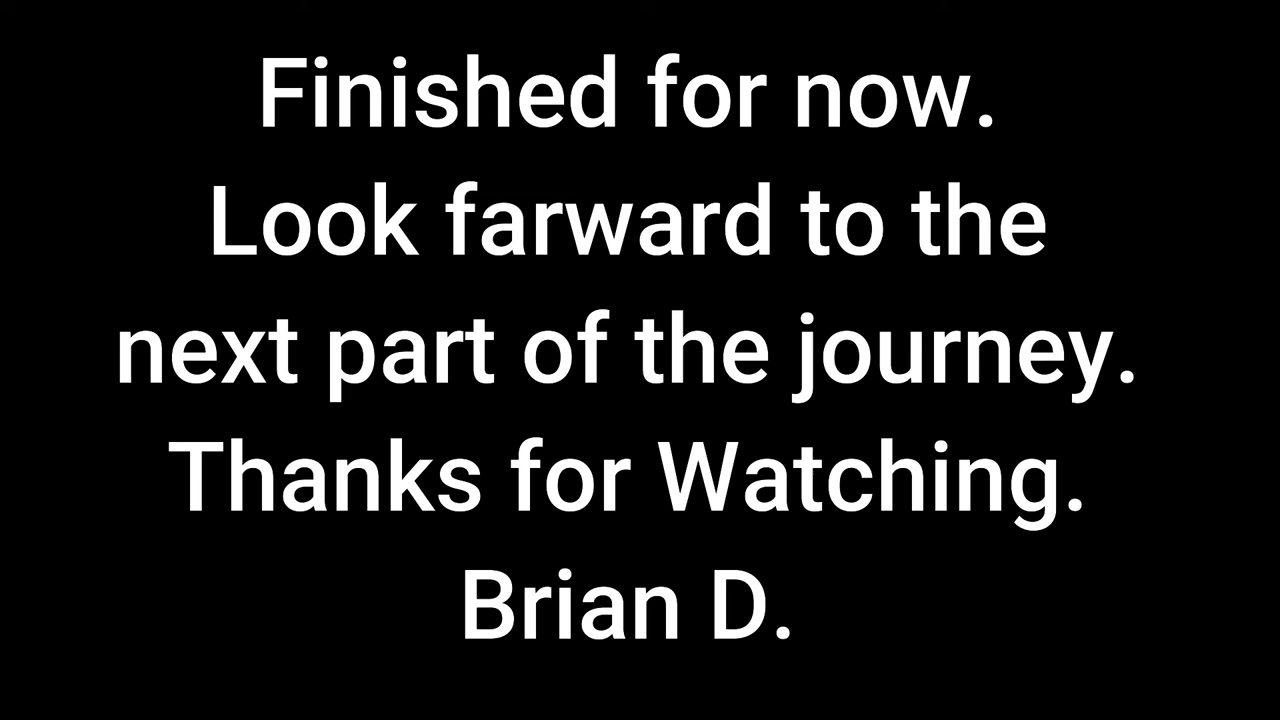 Finished for now.
Look farward to the
next part of the journey.
Thanks for Watching.
Brian D.